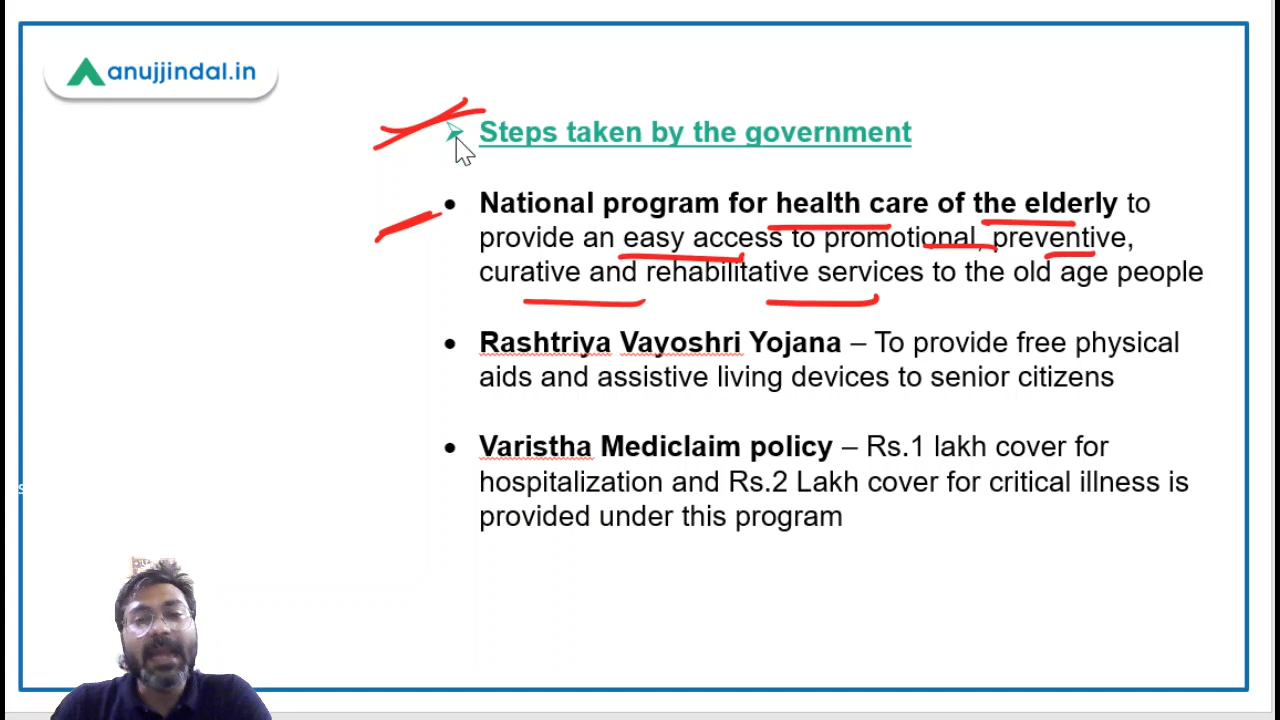 anujjindal.in
Steps taken by the government
National program for health care of the elderly to
provide an easy access to promotional, preventive,
curative and rehabilitative services to the old age people
Rashtriya Vayoshri Yojana – To provide free physical
aids and assistive living devices to senior citizens
Varistha Mediclaim policy – Rs.1 lakh cover for
hospitalization and Rs.2 Lakh cover for critical illness is
provided under this program